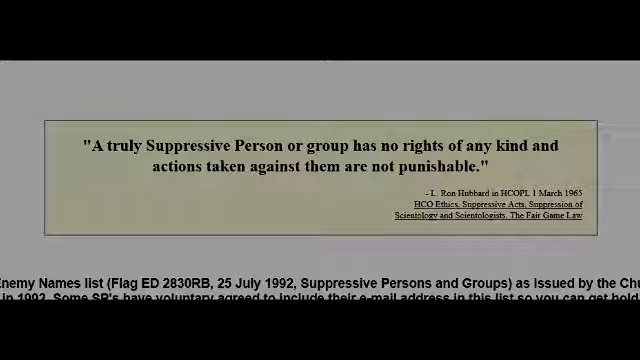 "A truly Suppressive Person or group has no rights of any kind and
actions taken against them are not punishable."
- L. Ron Hubbard in HCOPL 1 March 1965
HCO Ethics, Suppressive Acts, Suppression of
Scientology and Scientologists, The Fair Game Law
Enemy Names list (Flag ED 2830RB, 25 July 1992, Suppressive Persons and Groups) as issued by the Chu
in 1992. Some SP's have voluntary agreed to include their e-mail address in this list so you can get hold